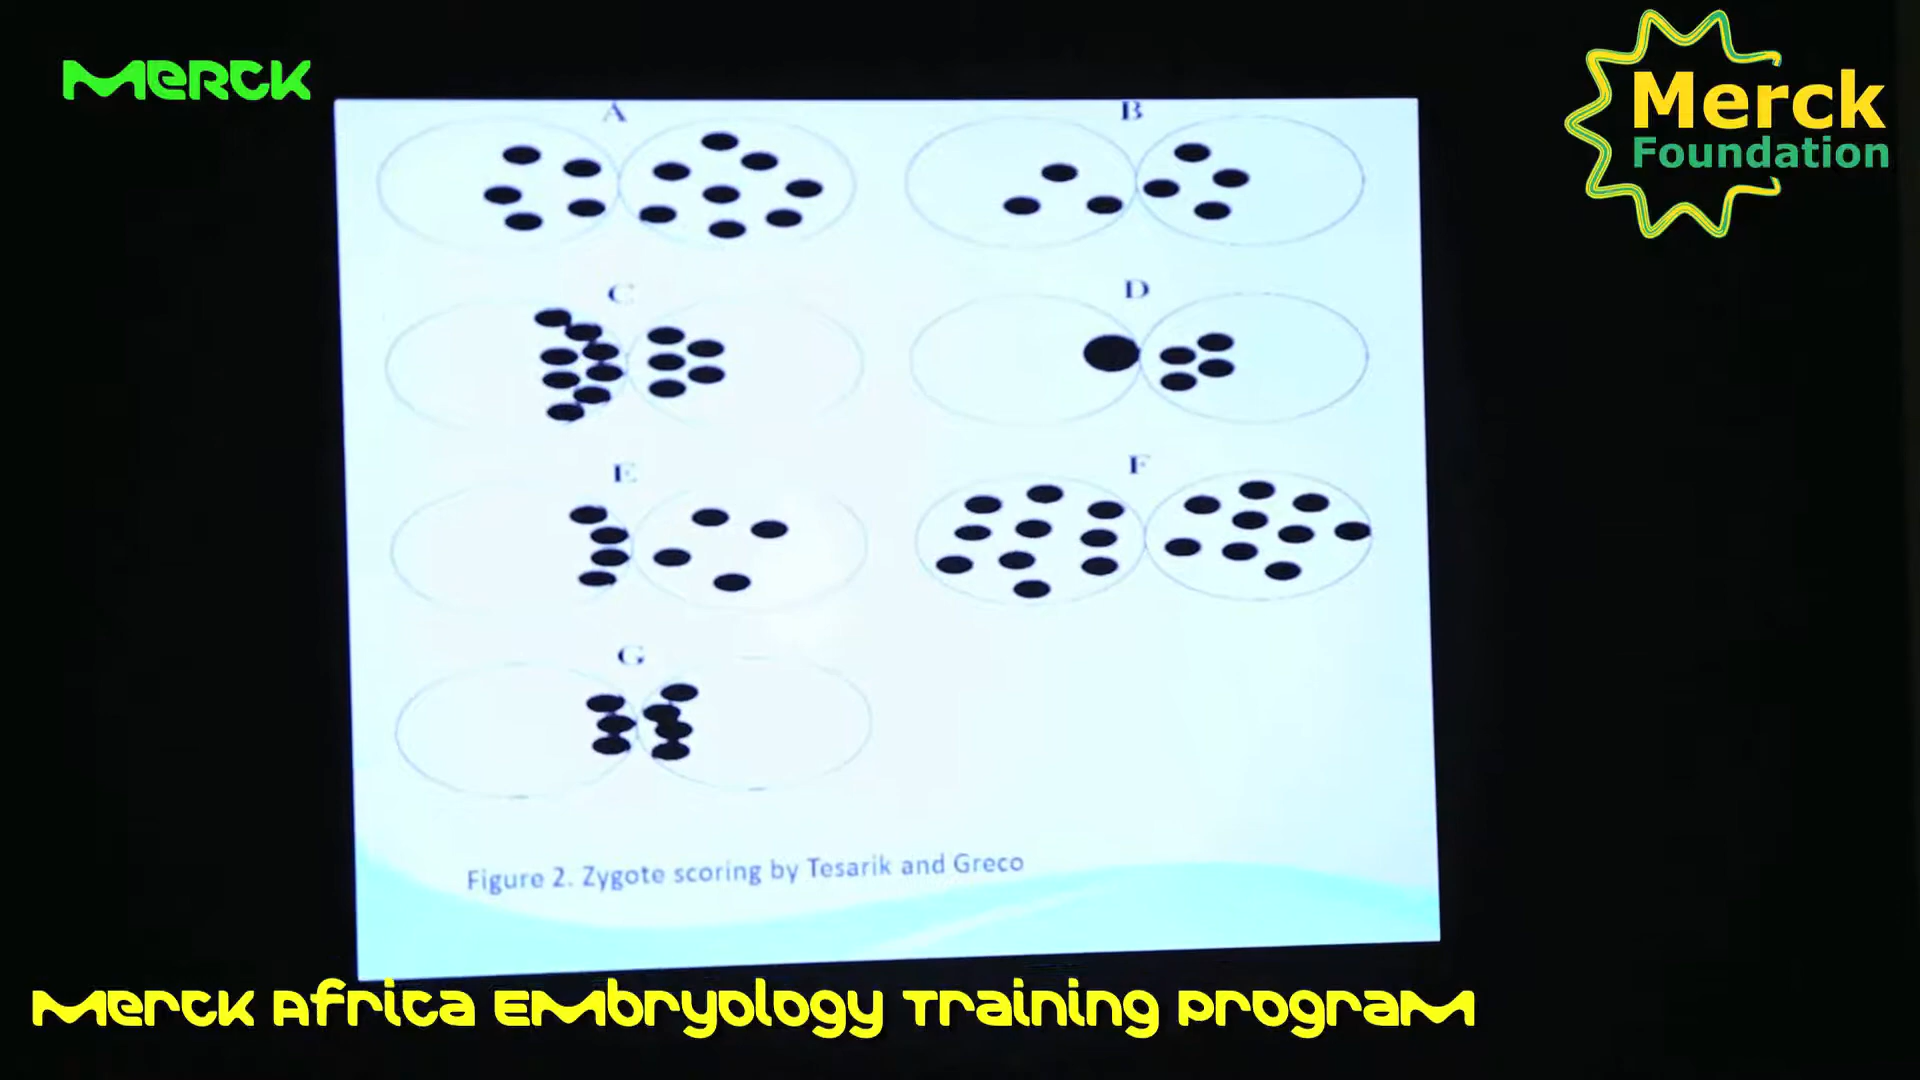 Merck
Merck
Foundation
A
B
C
D
E
F
G
Figure 2. Zygote scoring by Tesarik and Greco
Merck Africa Embryology Training Program